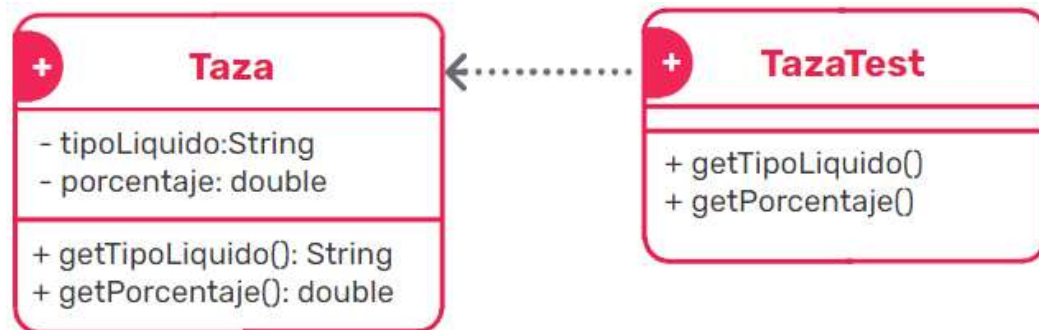 + Taza
- tipoLiquido:String
- porcentaje: double
+ getTipoLiquido(): String
+ getPorcentaje(): double
+ TazaTest
+ getTipoLiquido()
+ getPorcentaje()